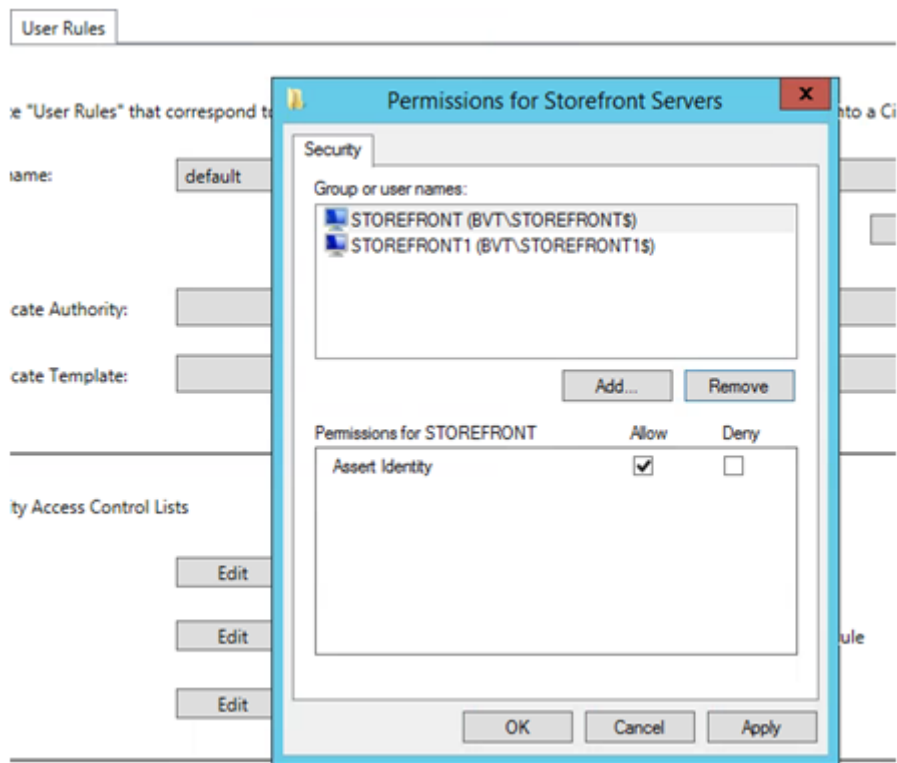 User Rules
Permissions for Storefront Servers
x
e "User Rules" that correspond to
nto a Ci
Security
name:
default
Group or user names:
STOREFRONT (BVT\STOREFRONT$)
STOREFRONT1 (BVT\STOREFRONT1$)
cate Authority:
cate Template:
Add...
Remove
Permissions for STOREFRONT
Allow
Deny
Assert Identity
ity Access Control Lists
Edit
Edit
ule
Edit
OK
Cancel
Apply